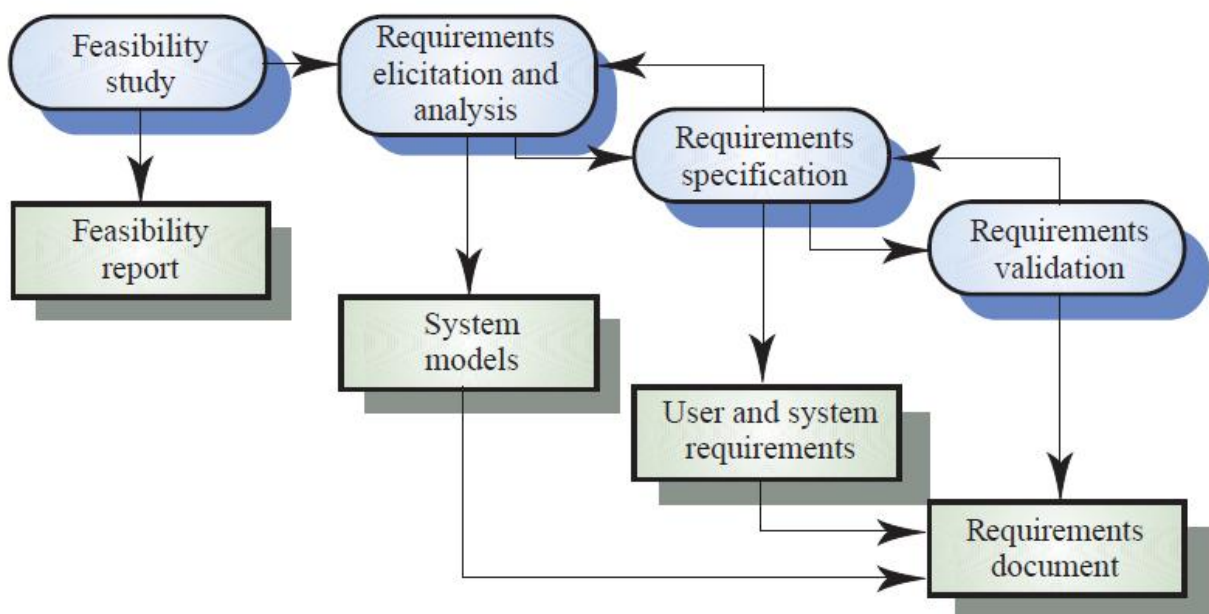 Feasibility
study
Requirements
elicitation and
analysis
Requirements
specification
Requirements
validation
Feasibility
report
System
models
User and system
requirements
Requirements
document